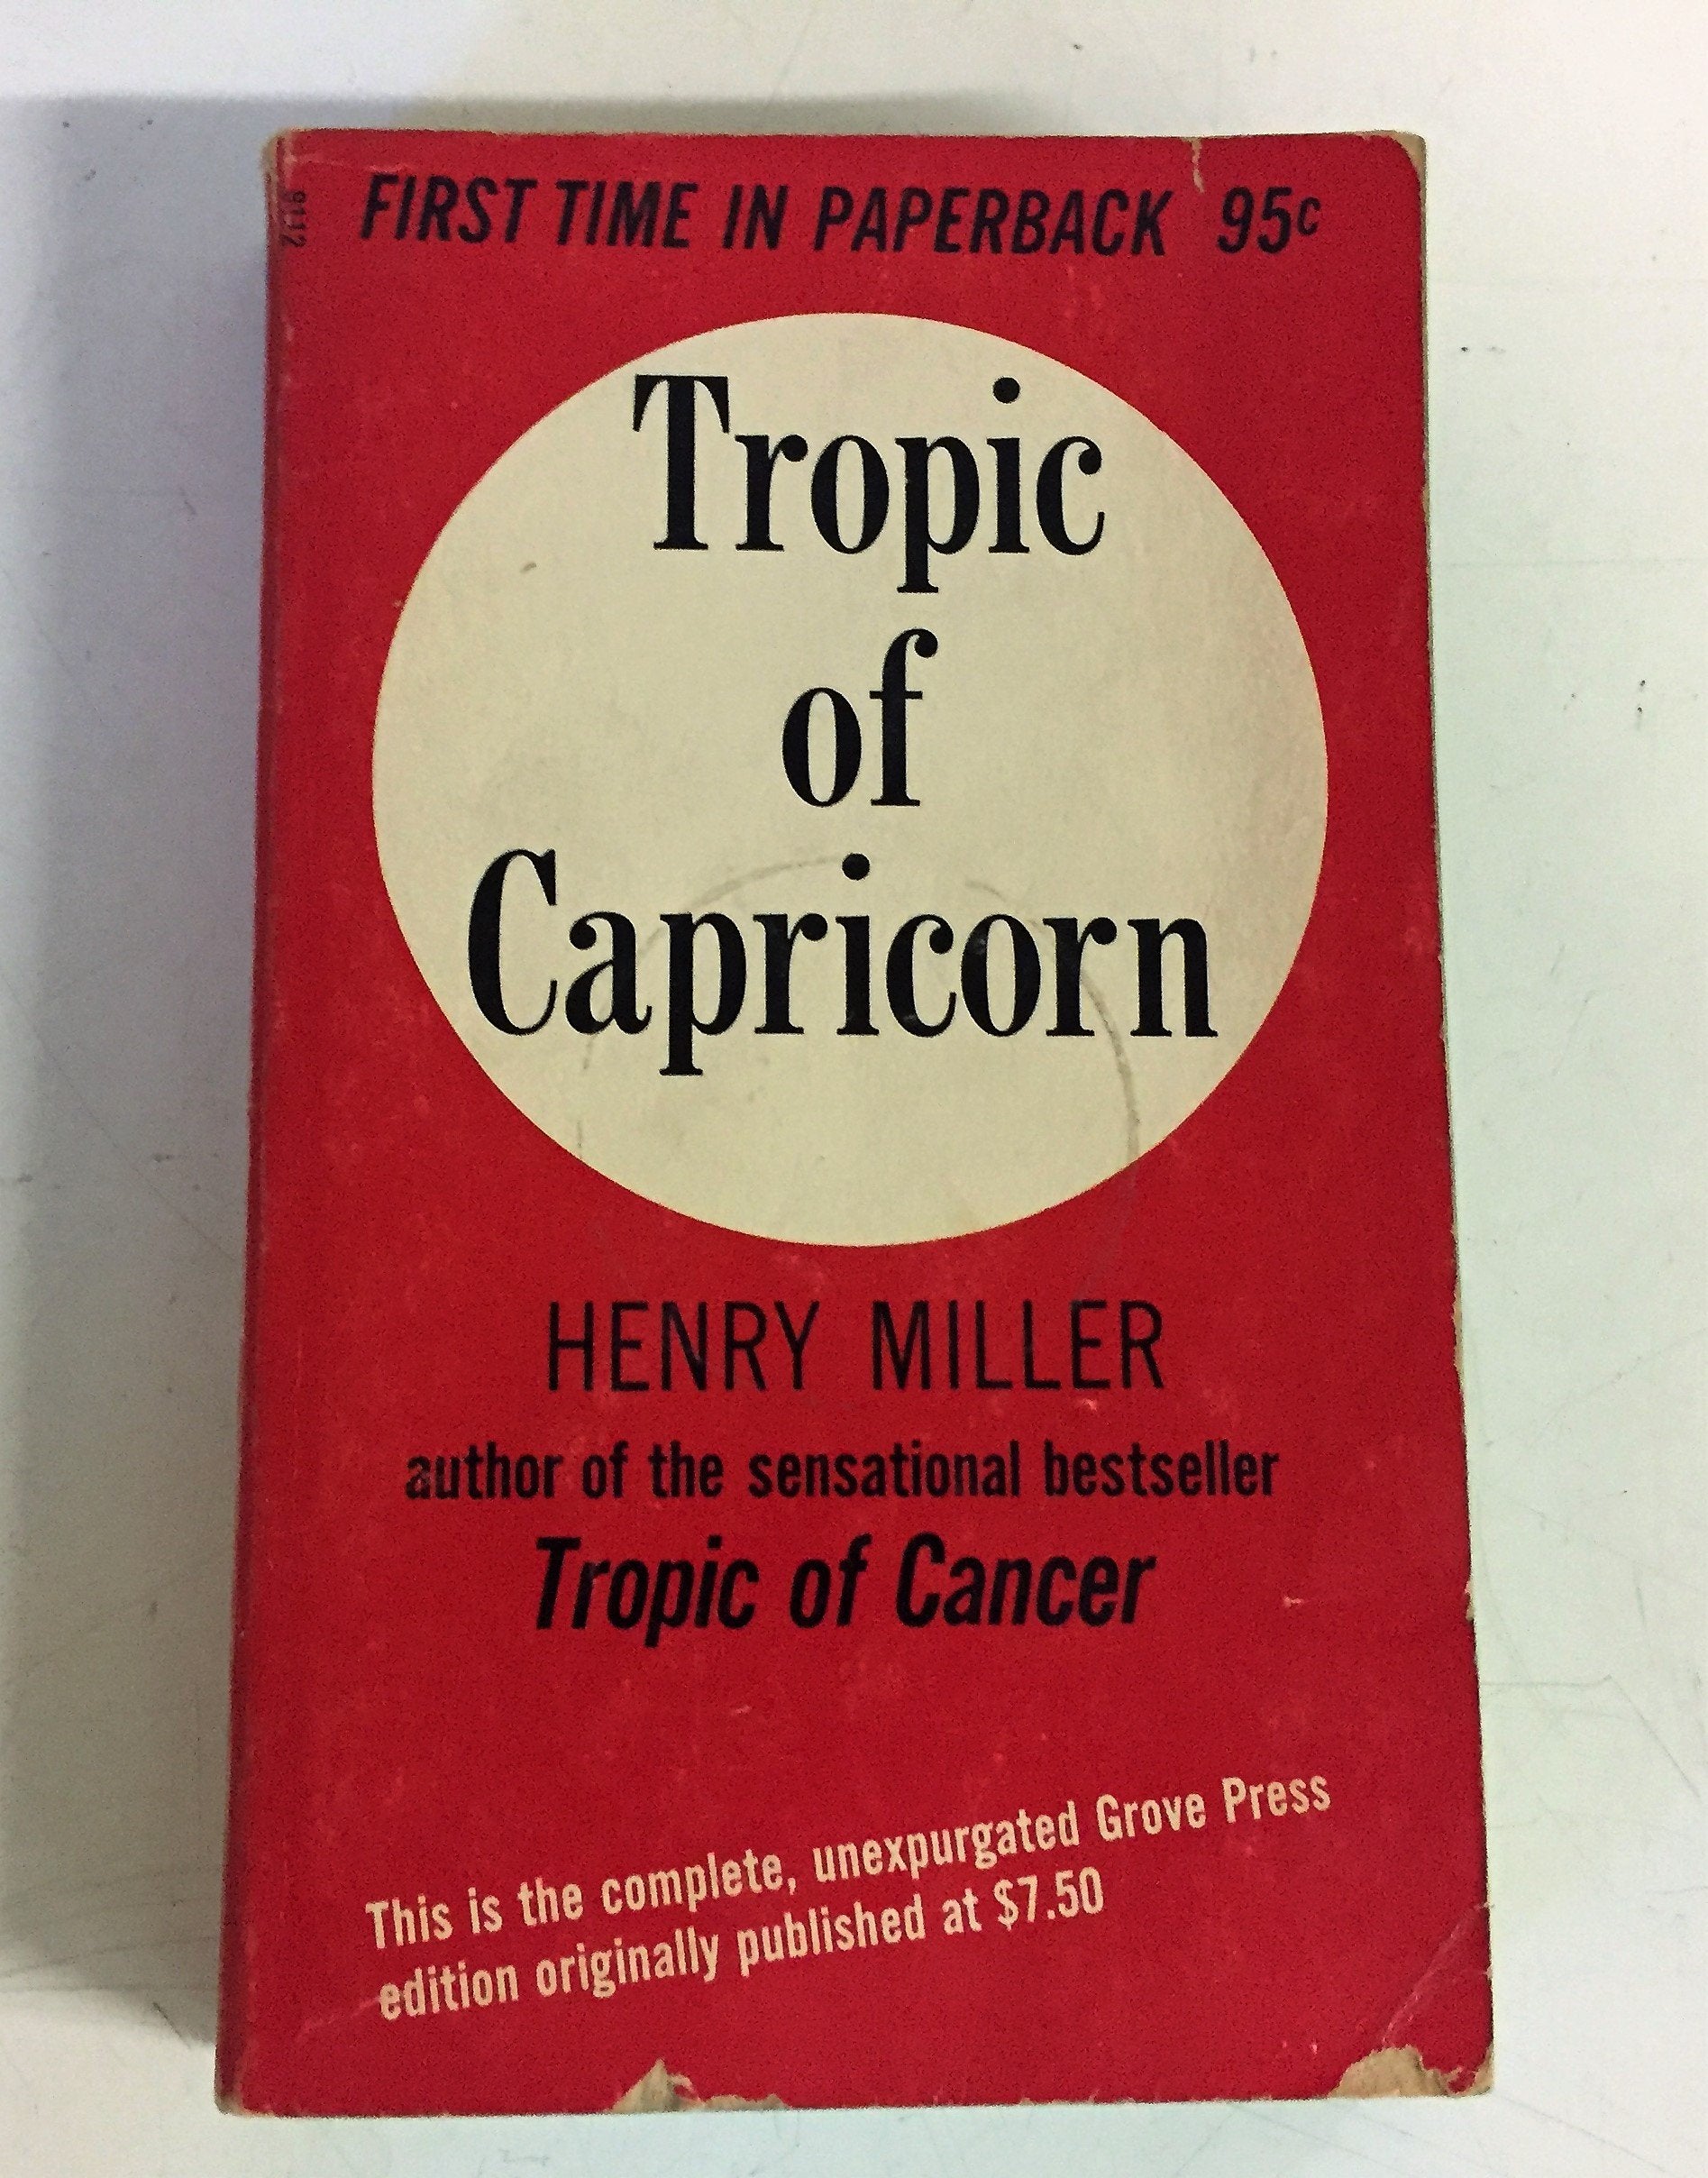 FIRST TIME IN PAPERBACK 95c
Tropic
of
Capricorn
HENRY MILLER
author of the sensational bestseller
Tropic of Cancer
This is the complete, unexpurgated Grove Press
edition originally published at $7.50